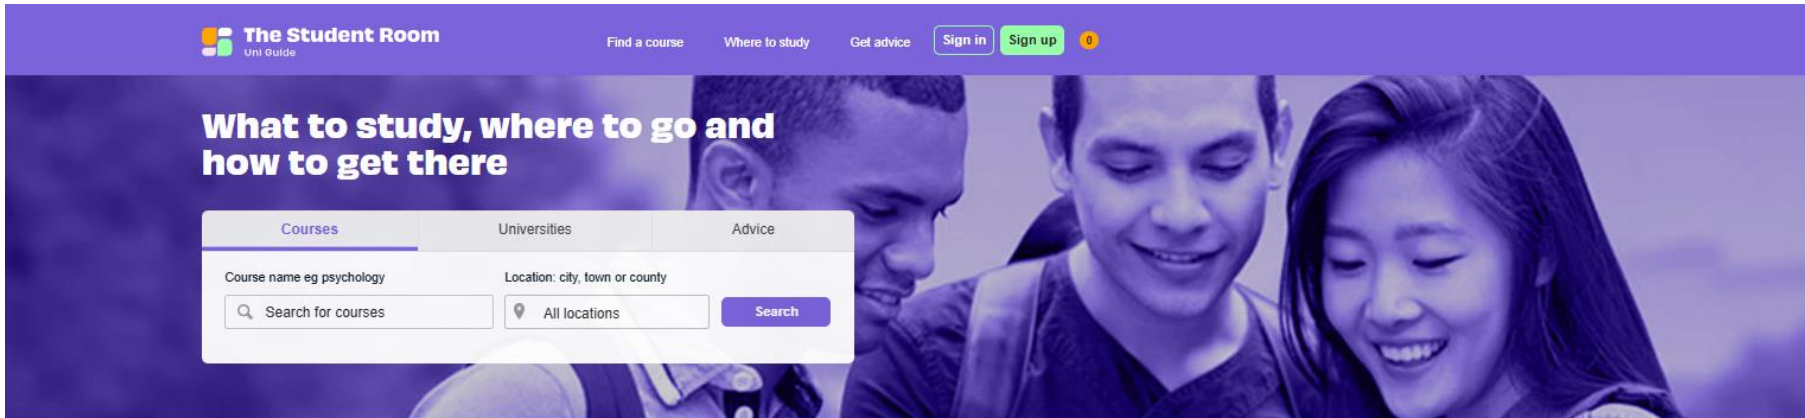 The Student Room
Uni Guide
Find a course
Where to study
Get advice
Sign in
Sign up
0
What to study, where to go and
how to get there
Courses
Universities
Advice
Course name eg psychology
Location: city, town or county
Search for courses
All locations
Search